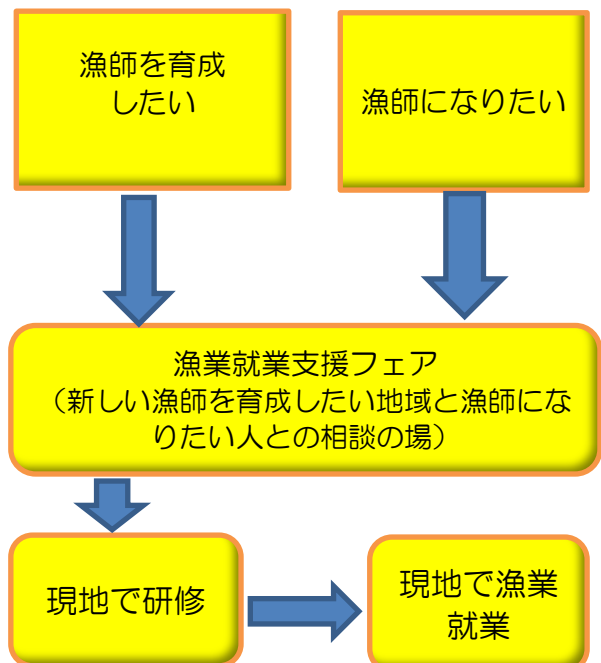 漁師を育成
したい
漁師になりたい
漁業就業支援フェア
（新しい漁師を育成したい地域と漁師にな
りたい人との相談の場）
現地で研修
現地で漁業
就業